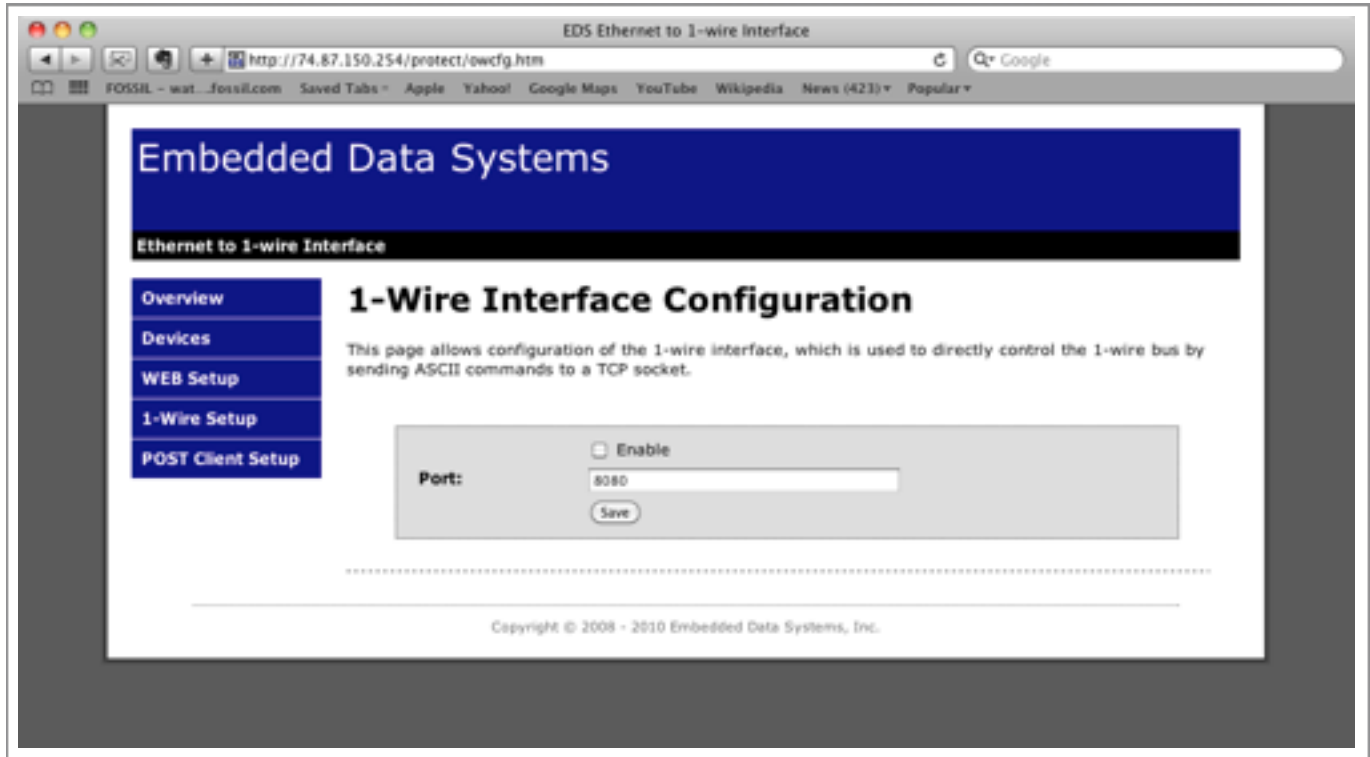 EDS Ethernet to 1-wire Interface
http://74.87.150.254/protect/owcfg.htm
Google
FOSSIL - wat...fossil.com Saved Tabs Apple Yahoo! Google Maps YouTube Wikipedia News (423) Popular
Embedded Data Systems
Ethernet to 1-wire Interface
Overview
Devices
WEB Setup
1-Wire Setup
POST Client Setup
1-Wire Interface Configuration
This page allows configuration of the 1-wire interface, which is used to directly control the 1-wire bus by
sending ASCII commands to a TCP socket.
Enable
Port:
8080
Save
Copyright © 2008 - 2010 Embedded Data Systems, Inc.